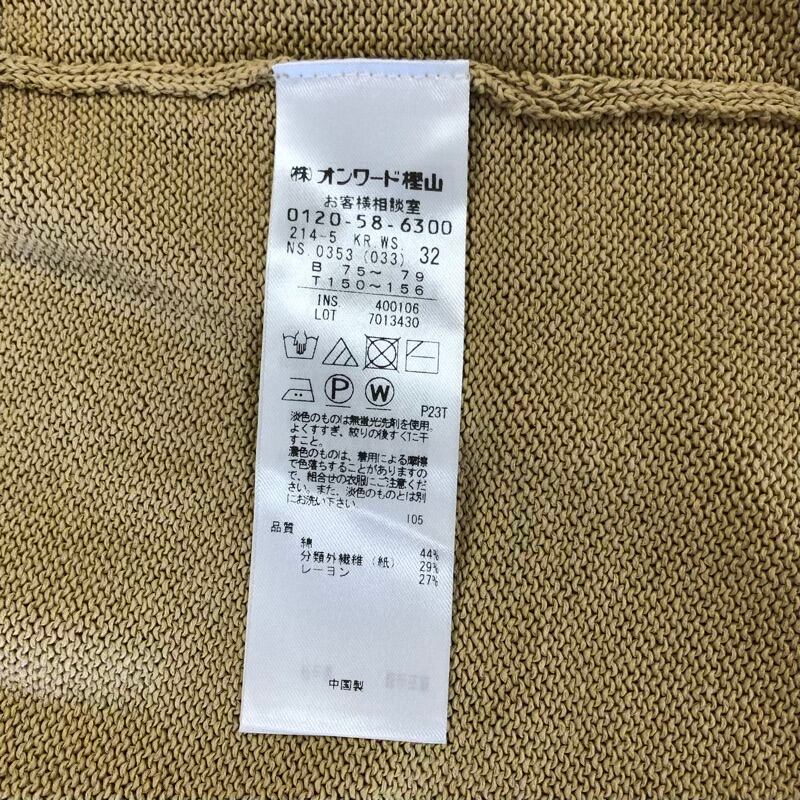 (株)オンワード樫山
お客様相談室
0120-58-6300
214-5 KR.WS.
NS.0353(033) 32
B 75〜 79
T150〜156
INS. 400106
LOT 7013430
P
W
P23T
淡色のものは無蛍光洗剤を使用。
よくすすぎ、絞りの後すぐに干
すこと。
濃色のものは、着用による摩擦
で色落ちすることがありますの
で、組合せの衣服にご注意くだ
さい。また、淡色のものとは別
にお洗い下さい。
105
品質
綿 44%
分類外繊維(紙) 29%
レーヨン 27%
中国製